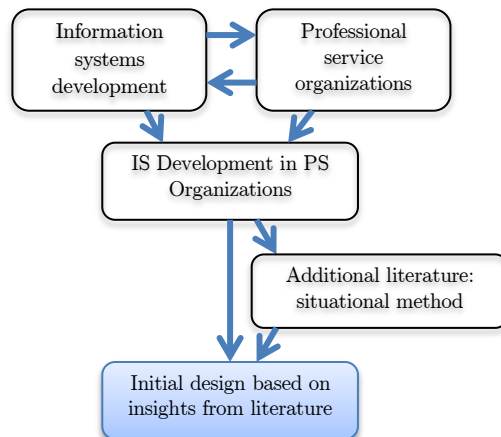 Information
systems
development
Professional
service
organizations
IS Development in PS
Organizations
Additional literature:
situational method
Initial design based on
insights from literature